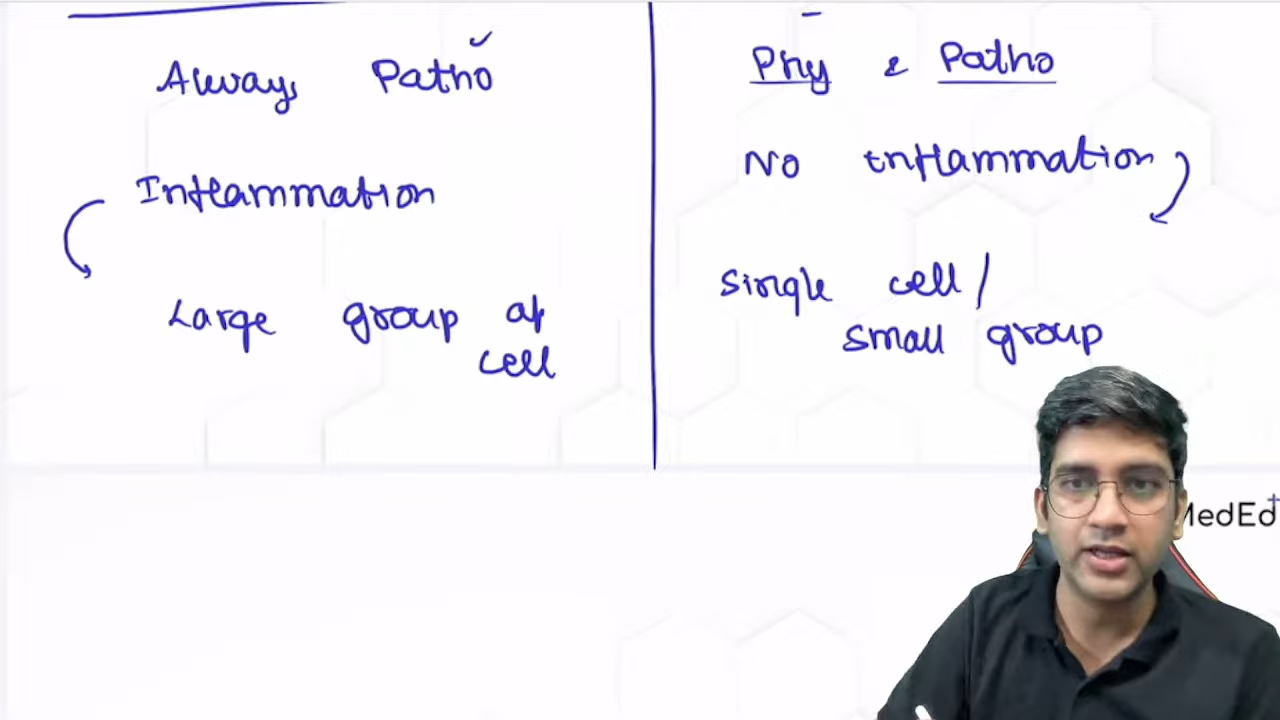 Always Patho
Inflammation
Large group of
cell
Phy & Patho
No Inflammation
Single cell/
small group
MedEd